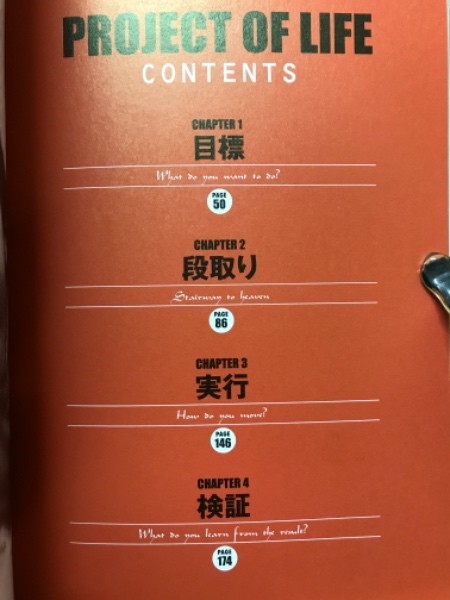 PROJECT OF LIFE
CONTENTS
CHAPTER 1
目標
What do you want to do?
PAGE
50
CHAPTER 2
段取り
Stairway to heaven
PAGE
86
CHAPTER 3
実行
How do you move?
PAGE
146
CHAPTER 4
検証
What do you learn from the result?
PAGE
174